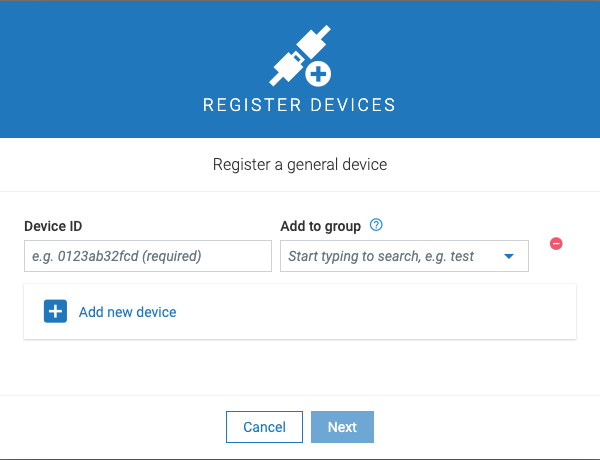 REGISTER DEVICES
Register a general device
Device ID
Add to group ?
e.g. 0123ab32fcd (required)
Start typing to search, e.g. test
Add new device
Cancel
Next